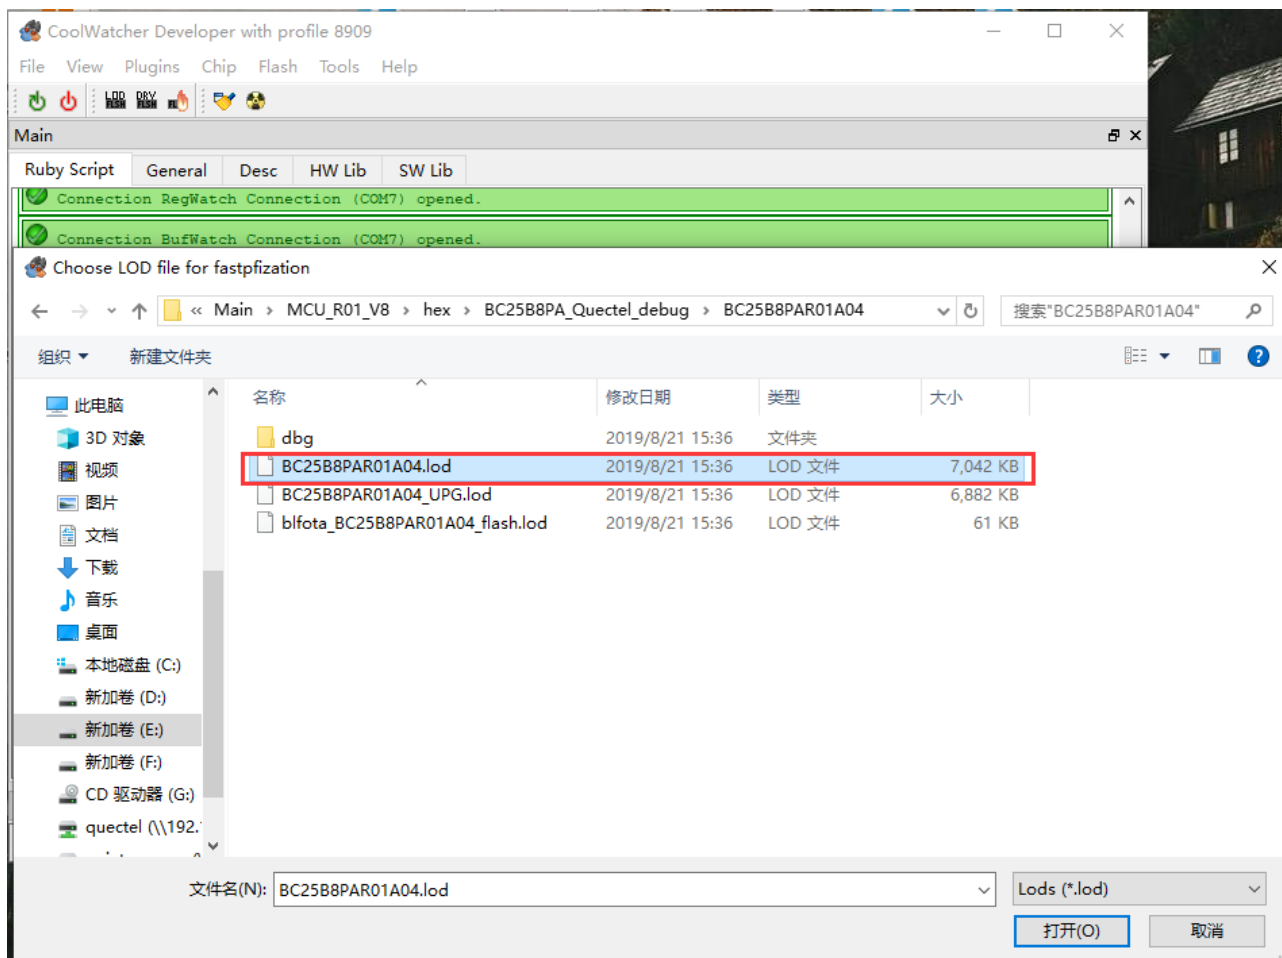 CoolWatcher Developer with profile 8909
File View Plugins Chip Flash Tools Help
LOD FLSH DRV FLSH FL
Main
Ruby Script General Desc HW Lib SW Lib
Connection RegWatch Connection (COM7) opened.
Connection BufWatch Connection (COM7) opened.
Choose LOD file for fastpfization
« Main > MCU_R01_V8 > hex > BC25B8PA_Quectel_debug > BC25B8PAR01A04
搜索"BC25B8PAR01A04"
组织 新建文件夹
名称 修改日期 类型 大小
此电脑
3D 对象
视频
图片
文档
下载
音乐
桌面
本地磁盘 (C:)
新加卷 (D:)
新加卷 (E:)
新加卷 (F:)
CD 驱动器 (G:)
quectel (\\192.
dbg 2019/8/21 15:36 文件夹
BC25B8PAR01A04.lod 2019/8/21 15:36 LOD 文件 7,042 KB
BC25B8PAR01A04_UPG.lod 2019/8/21 15:36 LOD 文件 6,882 KB
blfota_BC25B8PAR01A04_flash.lod 2019/8/21 15:36 LOD 文件 61 KB
文件名(N): BC25B8PAR01A04.lod Lods (*.lod)
打开(O) 取消